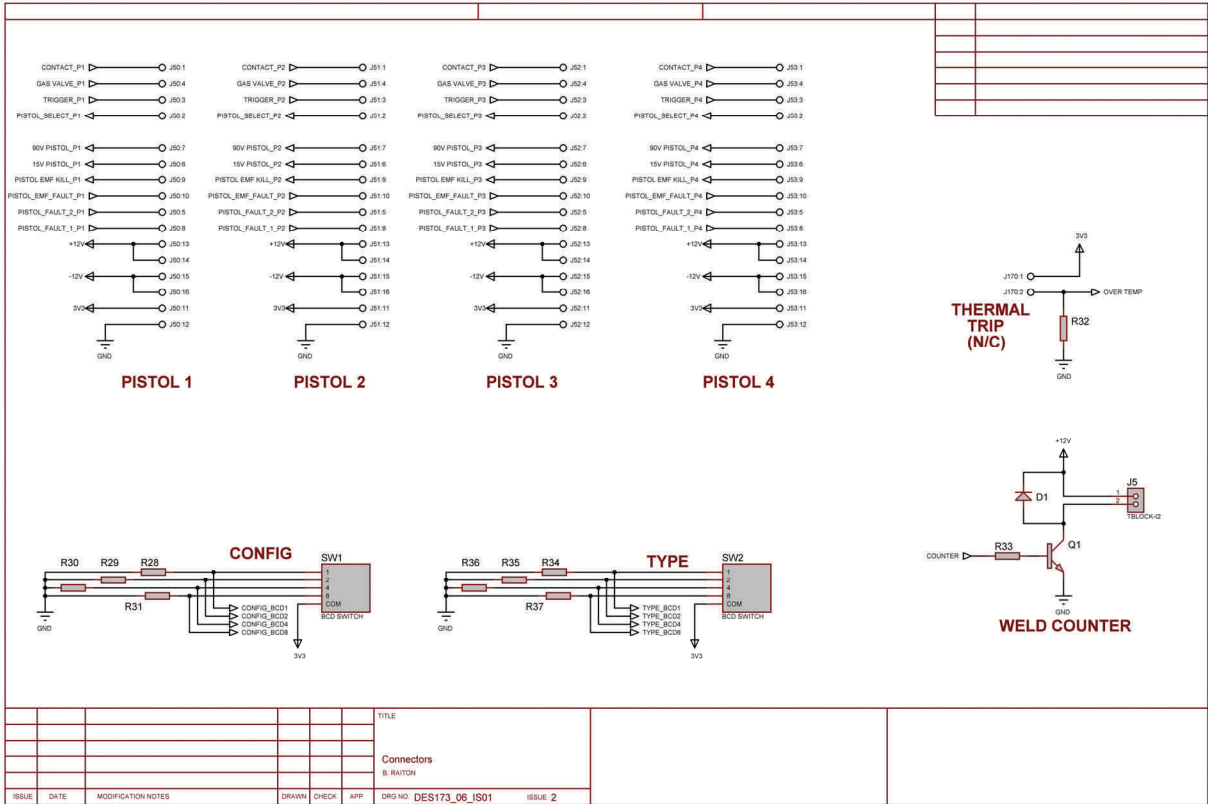 CONTACT_P1 J50:1
GAS VALVE_P1 J50:4
TRIGGER_P1 J50:3
PISTOL_SELECT_P1 J50:2
90V PISTOL_P1 J50:7
15V PISTOL_P1 J50:6
PISTOL EMF KILL_P1 J50:9
PISTOL_EMF_FAULT_P1 J50:10
PISTOL_FAULT_2_P1 J50:5
PISTOL_FAULT_1_P1 J50:8
+12V J50:13
J50:14
-12V J50:15
J50:16
3V3 J50:11
J50:12
GND
PISTOL 1
CONTACT_P2 J51:1
GAS VALVE_P2 J51:4
TRIGGER_P2 J51:3
PISTOL_SELECT_P2 J51:2
90V PISTOL_P2 J51:7
15V PISTOL_P2 J51:6
PISTOL EMF KILL_P2 J51:9
PISTOL_EMF_FAULT_P2 J51:10
PISTOL_FAULT_2_P2 J51:5
PISTOL_FAULT_1_P2 J51:8
+12V J51:13
J51:14
-12V J51:15
J51:16
3V3 J51:11
J51:12
GND
PISTOL 2
CONTACT_P3 J52:1
GAS VALVE_P3 J52:4
TRIGGER_P3 J52:3
PISTOL_SELECT_P3 J52:2
90V PISTOL_P3 J52:7
15V PISTOL_P3 J52:6
PISTOL EMF KILL_P3 J52:9
PISTOL_EMF_FAULT_P3 J52:10
PISTOL_FAULT_2_P3 J52:5
PISTOL_FAULT_1_P3 J52:8
+12V J52:13
J52:14
-12V J52:15
J52:16
3V3 J52:11
J52:12
GND
PISTOL 3
CONTACT_P4 J53:1
GAS VALVE_P4 J53:4
TRIGGER_P4 J53:3
PISTOL_SELECT_P4 J53:2
90V PISTOL_P4 J53:7
15V PISTOL_P4 J53:6
PISTOL EMF KILL_P4 J53:9
PISTOL_EMF_FAULT_P4 J53:10
PISTOL_FAULT_2_P4 J53:5
PISTOL_FAULT_1_P4 J53:8
+12V J53:13
J53:14
-12V J53:15
J53:16
3V3 J53:11
J53:12
GND
PISTOL 4
3V3
J170:1
J170:2 OVER TEMP
R32
GND
THERMAL
TRIP
(N/C)
CONFIG
R30 R29 R28 SW1
R31
1
2
4
8
COM
BCD SWITCH
CONFIG_BCD1
CONFIG_BCD2
CONFIG_BCD4
CONFIG_BCD8
GND
3V3
TYPE
R36 R35 R34 SW2
R37
1
2
4
8
COM
BCD SWITCH
TYPE_BCD1
TYPE_BCD2
TYPE_BCD4
TYPE_BCD8
GND
3V3
+12V
D1
J5
1
2
TBLOCK-I2
COUNTER R33 Q1
GND
WELD COUNTER
TITLE
Connectors
B. RAITON
ISSUE DATE MODIFICATION NOTES DRAWN CHECK APP DRG NO. DES173_06_IS01 ISSUE 2